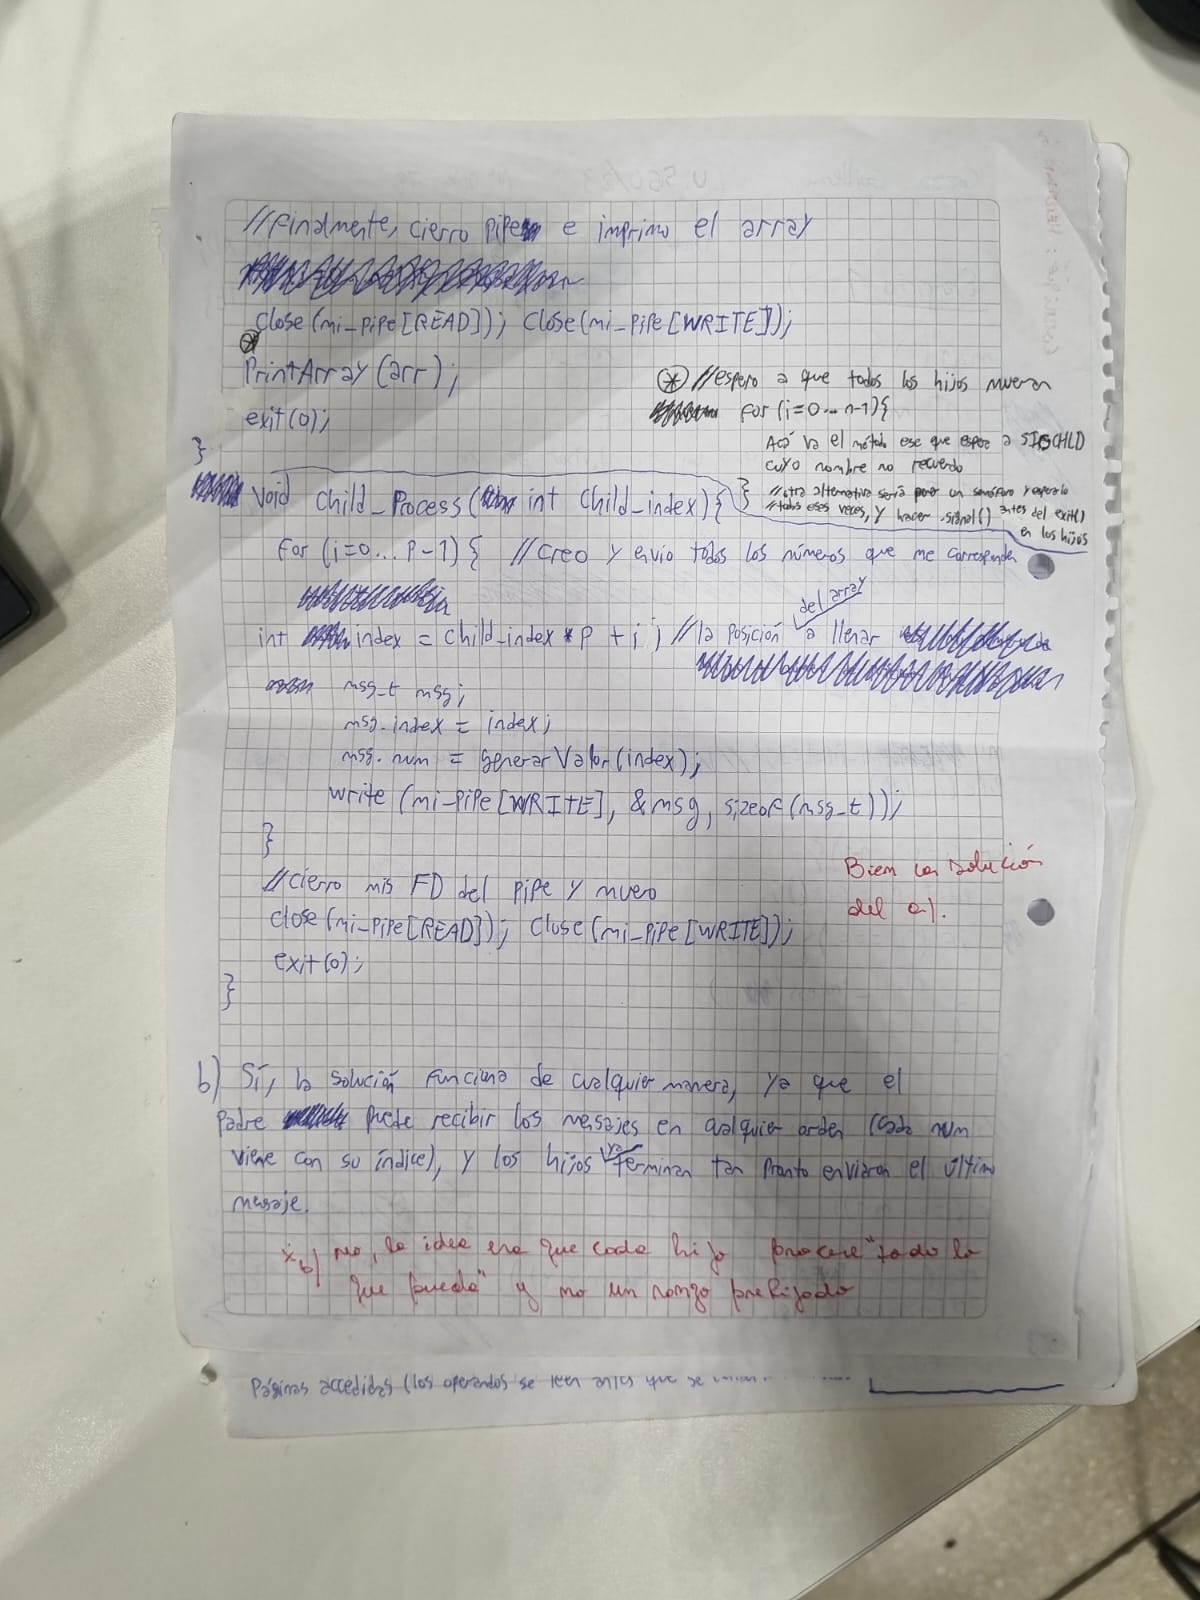 //Finalmente, cierro pipe e imprimo el array
close(mi_pipe[READ]); close(mi_pipe[WRITE]);
*
PrintArray(arr);
exit(0);
}
* //espero a que todos los hijos mueran
for (i=0... n-1){
Acá va el método ese que espera a SIGCHLD
cuyo nombre no recuerdo
}
//otra alternativa sería poner un semáforo y esperarlo
//todas esas veces, y hacer .signal() antes del exit()
en los hijos
void child_Process( int child_index){
for (i=0... P-1) { //creo y envio todos los números que me corresponden
int index = child_index * P + i; //la posición del array a llenar
msg_t msg;
msg.index = index;
msg.num = generarValor(index);
write (mi_pipe[WRITE], &msg, sizeof(msg_t));
}
//cierro mis FD del pipe y muero
close(mi_pipe[READ]); close(mi_pipe[WRITE]);
exit(0);
}
Bien la solución
del a).
b) Sí, la solución funciona de cualquier manera, ya que el
padre puede recibir los mensajes en cualquier orden (cada num
viene con su índice), y los hijos ya terminan tan pronto enviaron el último
mensaje.
b) No, la idea era que cada hijo procese "todo lo
que pueda" y no un rango prefijado
Páginas accedidas (los operandos se leen antes que se